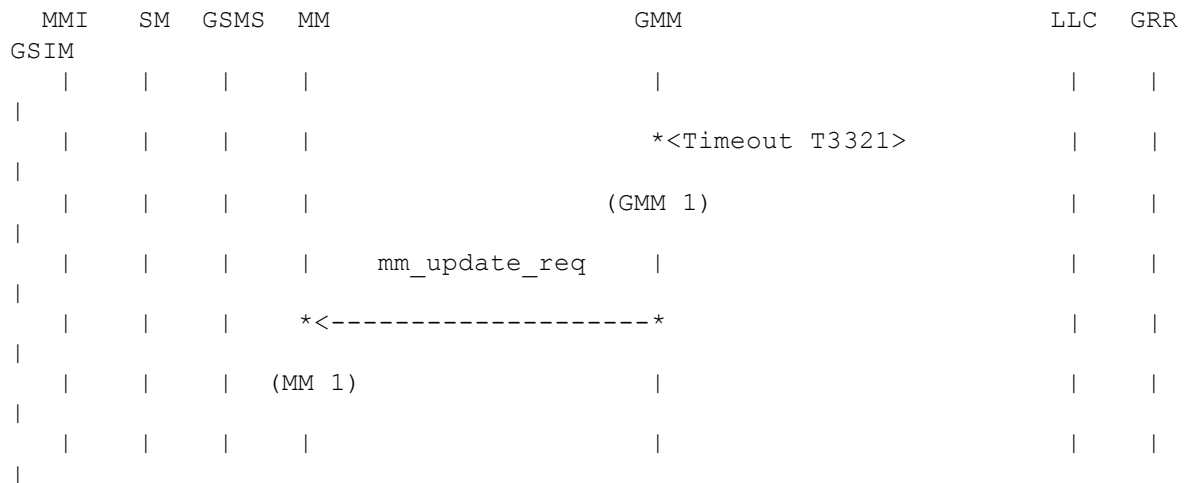 MMI    SM   GSMS  MM                   GMM                       LLC  GRR
GSIM
   |     |    |     |                     |                         |    |
|
   |     |    |     |                     *<Timeout T3321>          |    |
|
   |     |    |     |                  (GMM 1)                      |    |
|
   |     |    |     |    mm_update_req    |                         |    |
|
   |     |    |     *<--------------------*                         |    |
|
   |     |    |   (MM 1)                  |                         |    |
|
   |     |    |     |                     |                         |    |
|